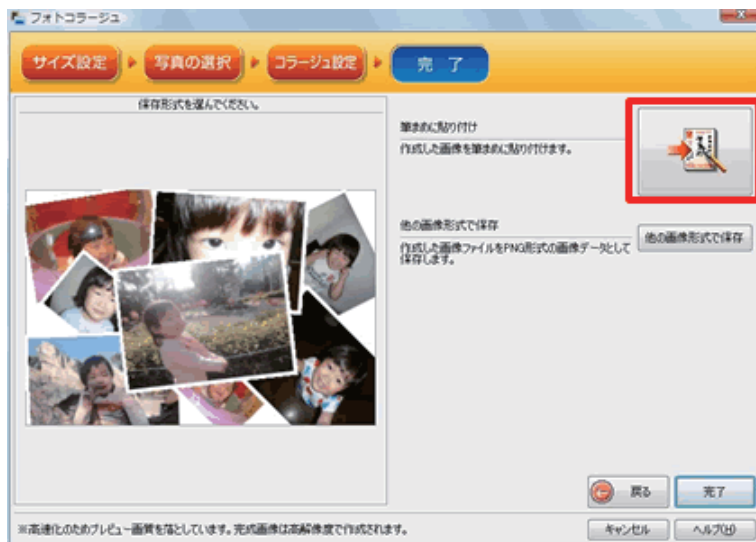 フォトコラージュ
サイズ設定
写真の選択
コラージュ設定
完了
保存形式を選んでください。
筆まめに貼り付け
作成した画像を筆まめに貼り付けます。
他の画像形式で保存
作成した画像ファイルをPNG形式の画像データとして
保存します。
他の画像形式で保存
戻る
完了
※高速化のためプレビュー画質を落としています。完成画像は高解像度で作成されます。
キャンセル
ヘルプ(H)